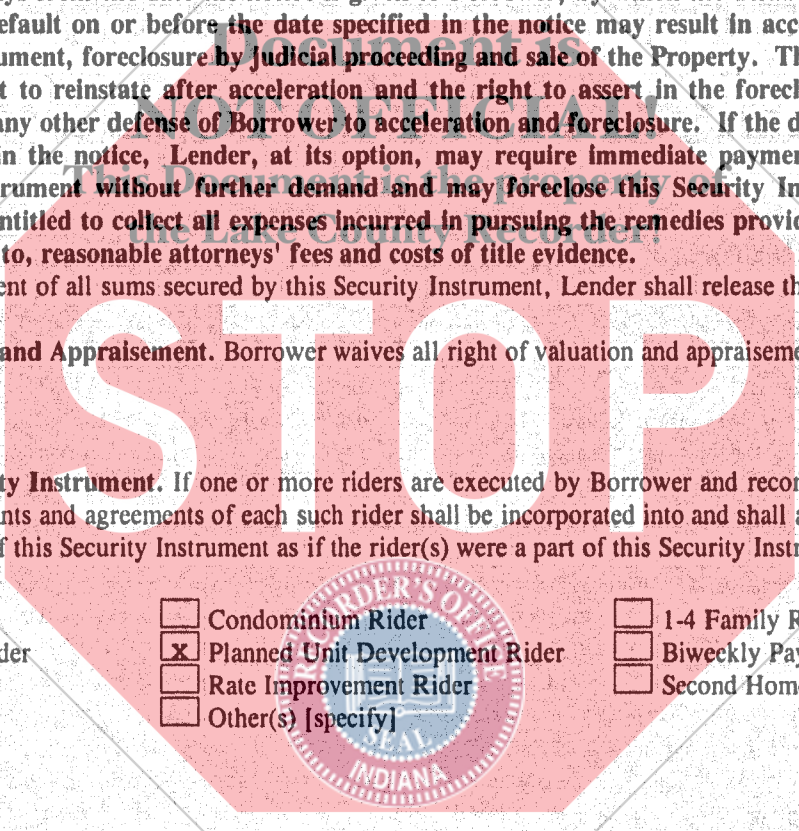 efault on or before the date specified in the notice may result in acc
ument, foreclosure by judicial proceeding and sale of the Property. Th
t to reinstate after acceleration and the right to assert in the forecl
any other defense of Borrower to acceleration and foreclosure. If the d
in the notice, Lender, at its option, may require immediate paymen
trument without further demand and may foreclose this Security In
ntitled to collect all expenses incurred in pursuing the remedies provid
to, reasonable attorneys' fees and costs of title evidence.
ent of all sums secured by this Security Instrument, Lender shall release th
and Appraisement. Borrower waives all right of valuation and appraiseme
ty Instrument. If one or more riders are executed by Borrower and recor
nts and agreements of each such rider shall be incorporated into and shall a
f this Security Instrument as if the rider(s) were a part of this Security Instr
Condominium Rider 1-4 Family R
der x Planned Unit Development Rider Biweekly Pay
Rate Improvement Rider Second Hom
Other(s) [specify]
Document is
NOT OFFICIAL!
This Document is the property of
the Lake County Recorder!
STOP
RECORDER'S OFFICE
SEAL
INDIANA